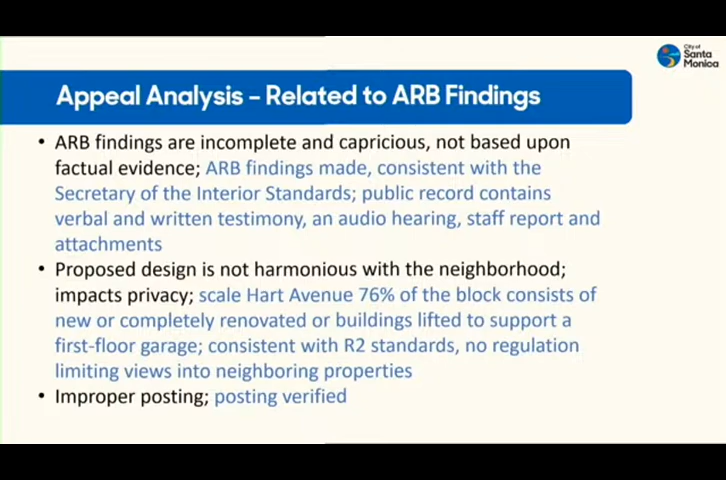 City of
Santa
Monica
Appeal Analysis – Related to ARB Findings
• ARB findings are incomplete and capricious, not based upon
factual evidence; ARB findings made, consistent with the
Secretary of the Interior Standards; public record contains
verbal and written testimony, an audio hearing, staff report and
attachments
• Proposed design is not harmonious with the neighborhood;
impacts privacy; scale Hart Avenue 76% of the block consists of
new or completely renovated or buildings lifted to support a
first-floor garage; consistent with R2 standards, no regulation
limiting views into neighboring properties
• Improper posting; posting verified